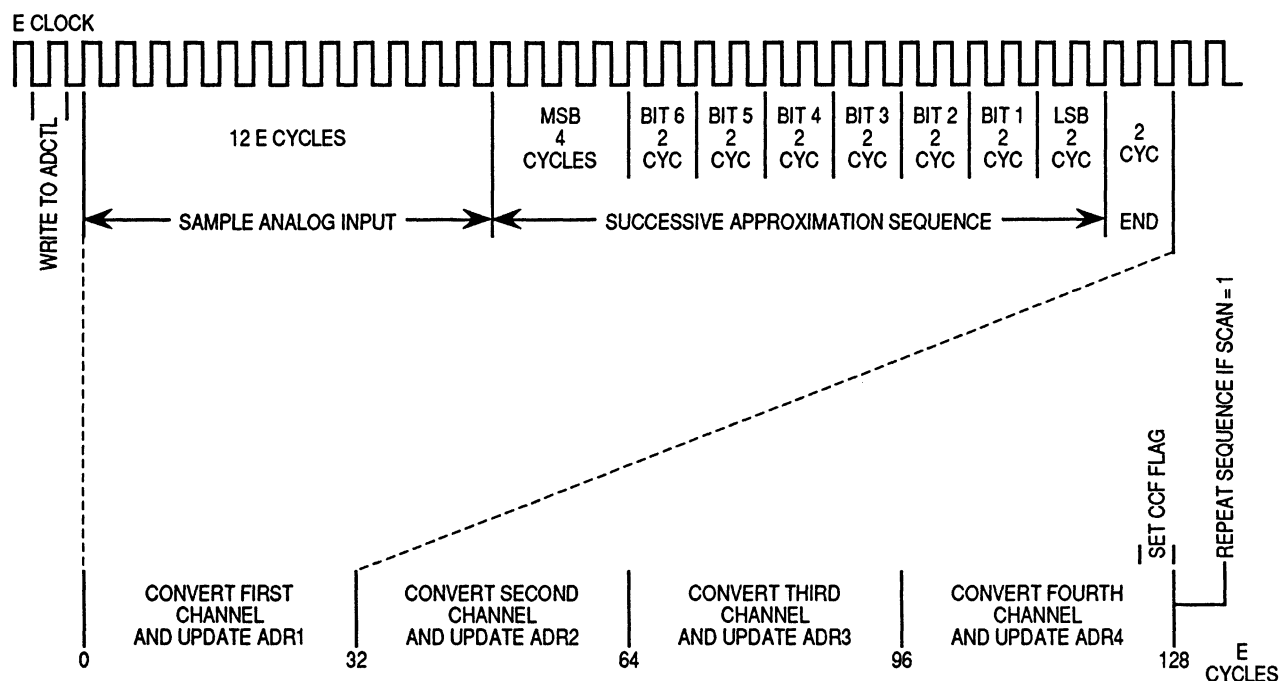 E CLOCK
WRITE TO ADCTL
12 E CYCLES
MSB
4
CYCLES
BIT 6
2
CYC
BIT 5
2
CYC
BIT 4
2
CYC
BIT 3
2
CYC
BIT 2
2
CYC
BIT 1
2
CYC
LSB
2
CYC
2
CYC
SAMPLE ANALOG INPUT
SUCCESSIVE APPROXIMATION SEQUENCE
END
SET CCF FLAG
REPEAT SEQUENCE IF SCAN = 1
CONVERT FIRST
CHANNEL
AND UPDATE ADR1
CONVERT SECOND
CHANNEL
AND UPDATE ADR2
CONVERT THIRD
CHANNEL
AND UPDATE ADR3
CONVERT FOURTH
CHANNEL
AND UPDATE ADR4
0
32
64
96
128
E
CYCLES